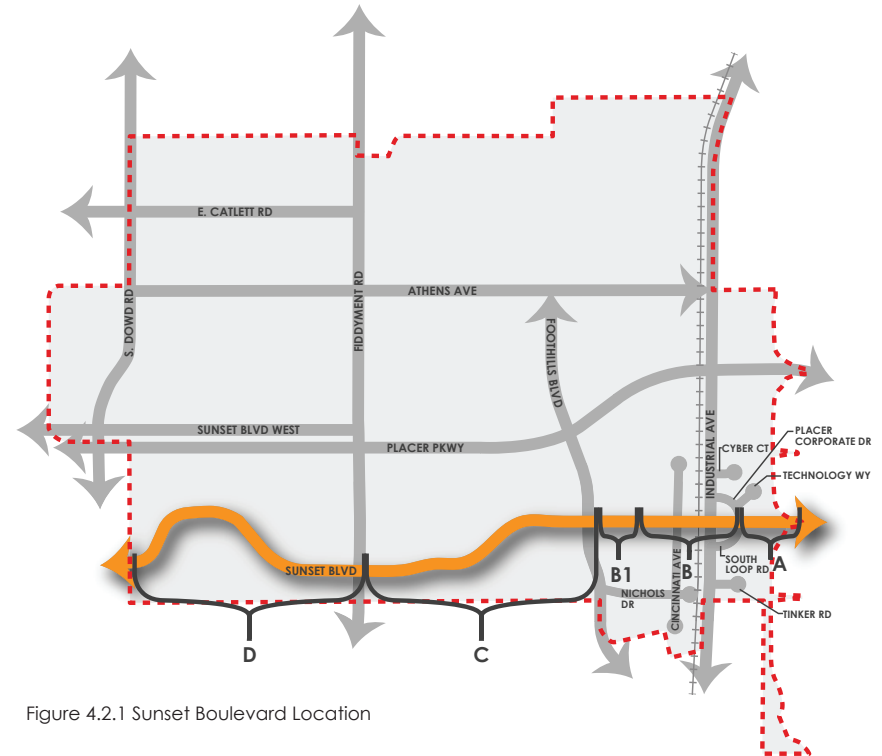 E. CATLETT RD
S. DOWD RD
FIDDYMENT RD
ATHENS AVE
FOOTHILLS BLVD
SUNSET BLVD WEST
PLACER PKWY
INDUSTRIAL AVE
PLACER
CORPORATE DR
CYBER CT
TECHNOLOGY WY
SUNSET BLVD
CINCINNATI AVE
SOUTH
LOOP RD
A
B
B1
NICHOLS
DR
TINKER RD
D
C
Figure 4.2.1 Sunset Boulevard Location